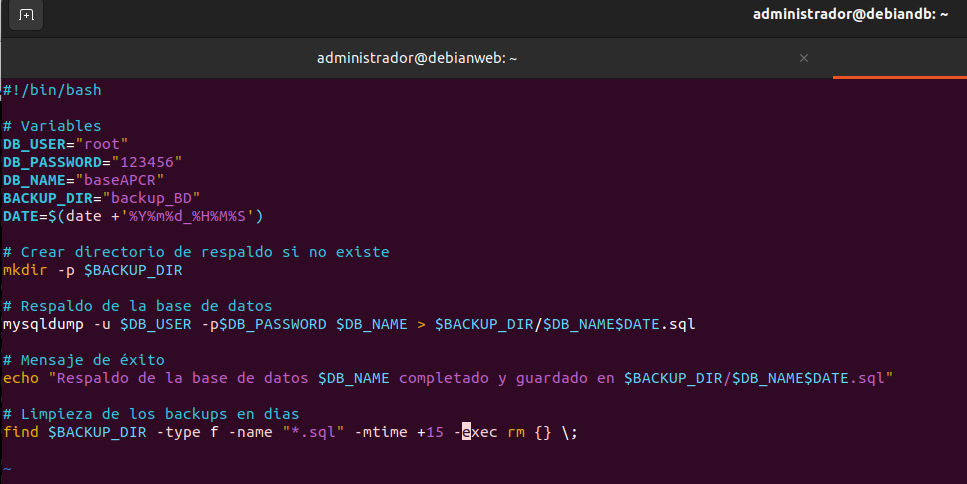 administrador@debiandb: ~
administrador@debianweb: ~
#!/bin/bash
# Variables
DB_USER="root"
DB_PASSWORD="123456"
DB_NAME="baseAPCR"
BACKUP_DIR="backup_BD"
DATE=$(date +'%Y%m%d_%H%M%S')
# Crear directorio de respaldo si no existe
mkdir -p $BACKUP_DIR
# Respaldo de la base de datos
mysqldump -u $DB_USER -p$DB_PASSWORD $DB_NAME > $BACKUP_DIR/$DB_NAME$DATE.sql
# Mensaje de éxito
echo "Respaldo de la base de datos $DB_NAME completado y guardado en $BACKUP_DIR/$DB_NAME$DATE.sql"
# Limpieza de los backups en dias
find $BACKUP_DIR -type f -name "*.sql" -mtime +15 -exec rm {} \;
~